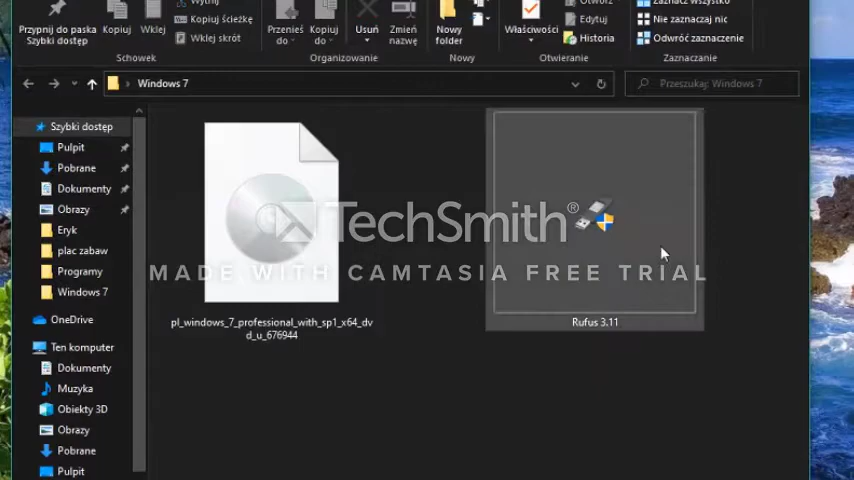 Wytnij
Otwórz
Zaznacz wszystko
Przypnij do paska
Szybki dostęp
Kopiuj
Wklej
Kopiuj ścieżkę
Wklej skrót
Przenieś
do
Kopiuj
do
Usuń
Zmień
nazwę
Nowy
folder
Właściwości
Edytuj
Historia
Nie zaznaczaj nic
Odwróć zaznaczenie
Schowek
Organizowanie
Nowy
Otwieranie
Zaznaczanie
Windows 7
Przeszukaj: Windows 7
Szybki dostęp
Pulpit
Pobrane
Dokumenty
Obrazy
Eryk
plac zabaw
Programy
Windows 7
OneDrive
Ten komputer
Dokumenty
Muzyka
Obiekty 3D
Obrazy
Pobrane
Pulpit
TechSmith®
MADE WITH CAMTASIA FREE TRIAL
pl_windows_7_professional_with_sp1_x64_dv
d_u_676944
Rufus 3.11